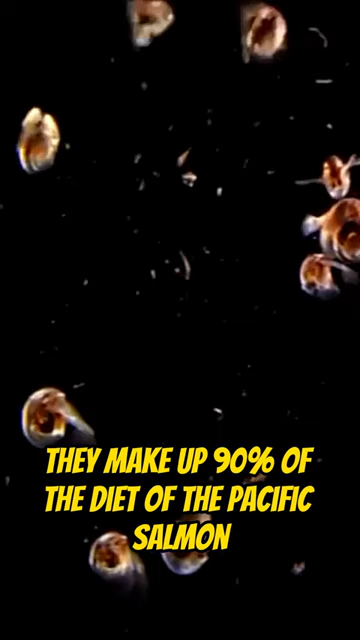 THEY MAKE UP 90% OF
THE DIET OF THE PACIFIC
SALMON